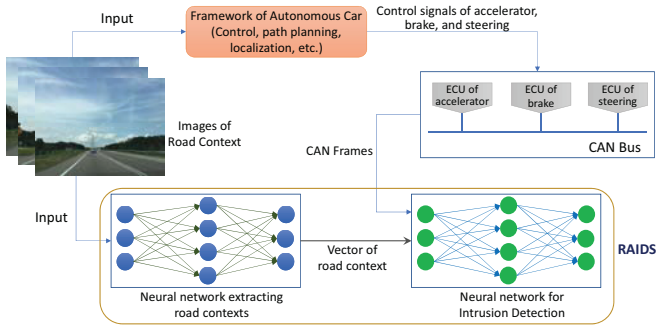 Input
Framework of Autonomous Car
(Control, path planning,
localization, etc.)
Control signals of accelerator,
brake, and steering
ECU of
accelerator
ECU of
brake
ECU of
steering
CAN Bus
Images of
Road Context
CAN Frames
Input
Vector of
road context
RAIDS
Neural network extracting
road contexts
Neural network for
Intrusion Detection